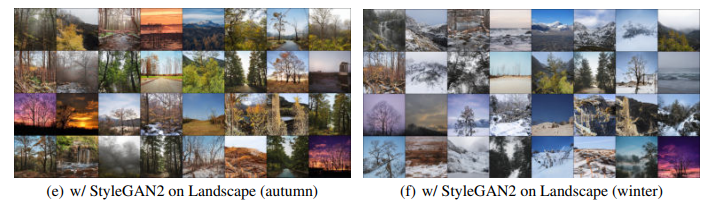 (e) w/ StyleGAN2 on Landscape (autumn)
(f) w/ StyleGAN2 on Landscape (winter)